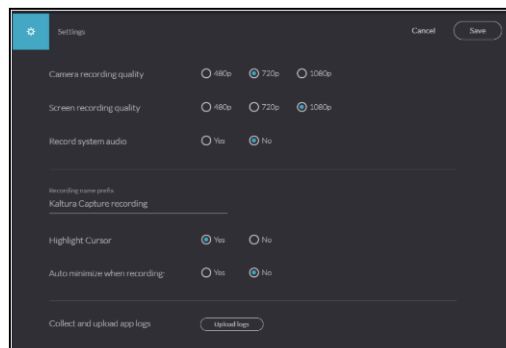 Settings Cancel Save
Camera recording quality 480p 720p 1080p
Screen recording quality 480p 720p 1080p
Record system audio Yes No
Recording name prefix
Kaltura Capture recording
Highlight Cursor Yes No
Auto minimize when recording: Yes No
Collect and upload app logs Upload logs